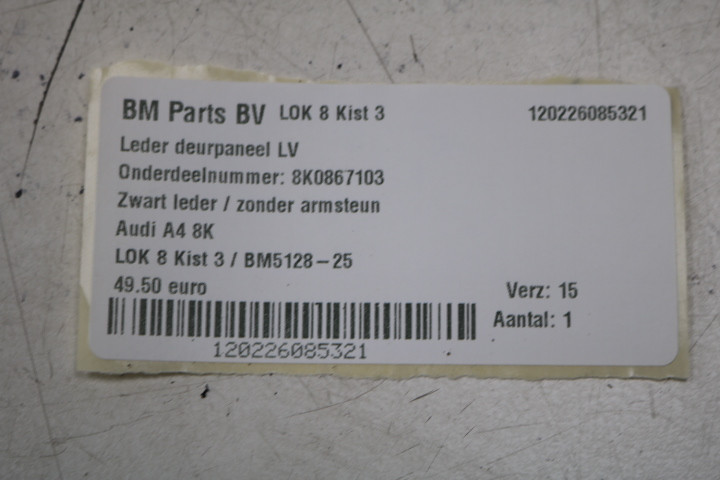 BM Parts BV LOK 8 Kist 3 120226085321
Leder deurpaneel LV
Onderdeelnummer: 8K0867103
Zwart leder / zonder armsteun
Audi A4 8K
LOK 8 Kist 3 / BM5128-25
49.50 euro Verz: 15
Aantal: 1
120226085321